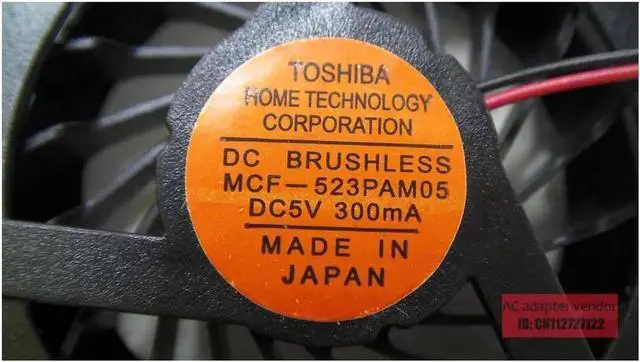 TOSHIBA
HOME TECHNOLOGY
CORPORATION
DC BRUSHLESS
MCF-523PAM05
DC5V 300mA
MADE IN
JAPAN
AC adapter vendor
ID: CN112727122